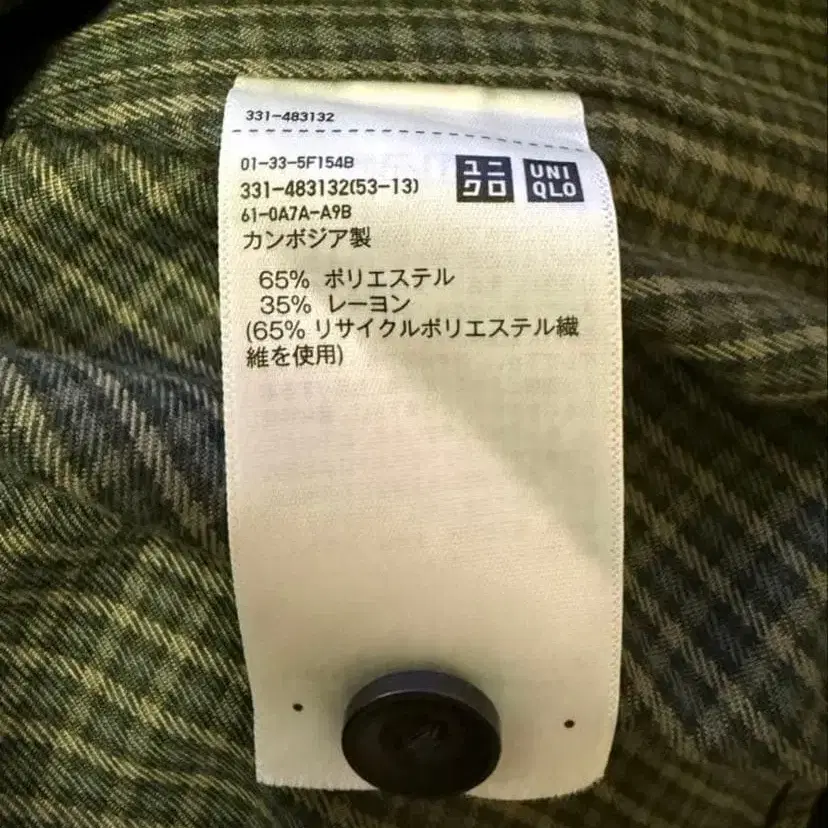 331-483132
01-33-5F154B
331-483132(53-13)
61-0A7A-A9B
カンボジア製
ユニ
クロ
UNI
QLO
65% ポリエステル
35% レーヨン
(65% リサイクルポリエステル繊
維を使用)